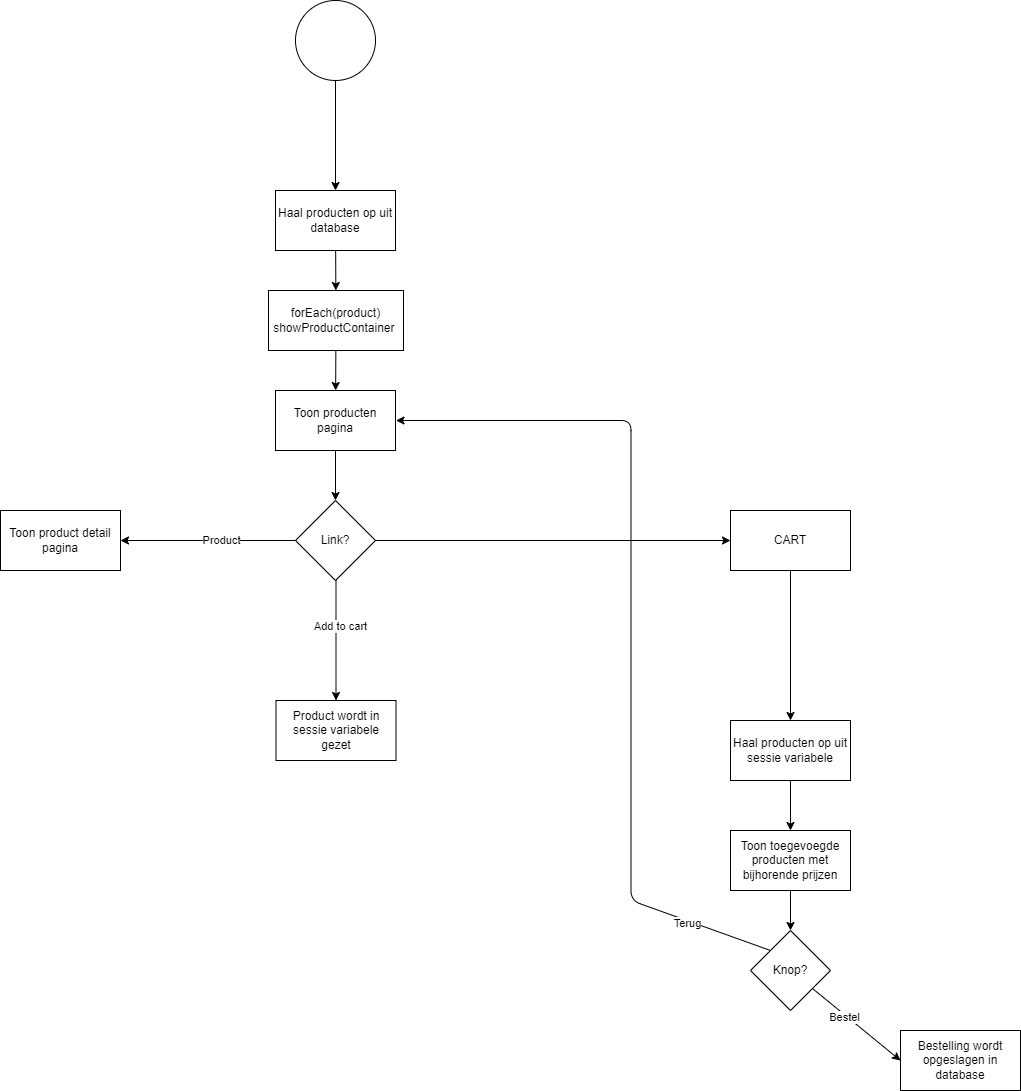 Haal producten op uit
database
forEach(product)
showProductContainer
Toon producten
pagina
Toon product detail
pagina
Product
Link?
CART
Add to cart
Product wordt in
sessie variabele
gezet
Haal producten op uit
sessie variabele
Toon toegevoegde
producten met
bijhorende prijzen
Terug
Knop?
Bestel
Bestelling wordt
opgeslagen in
database